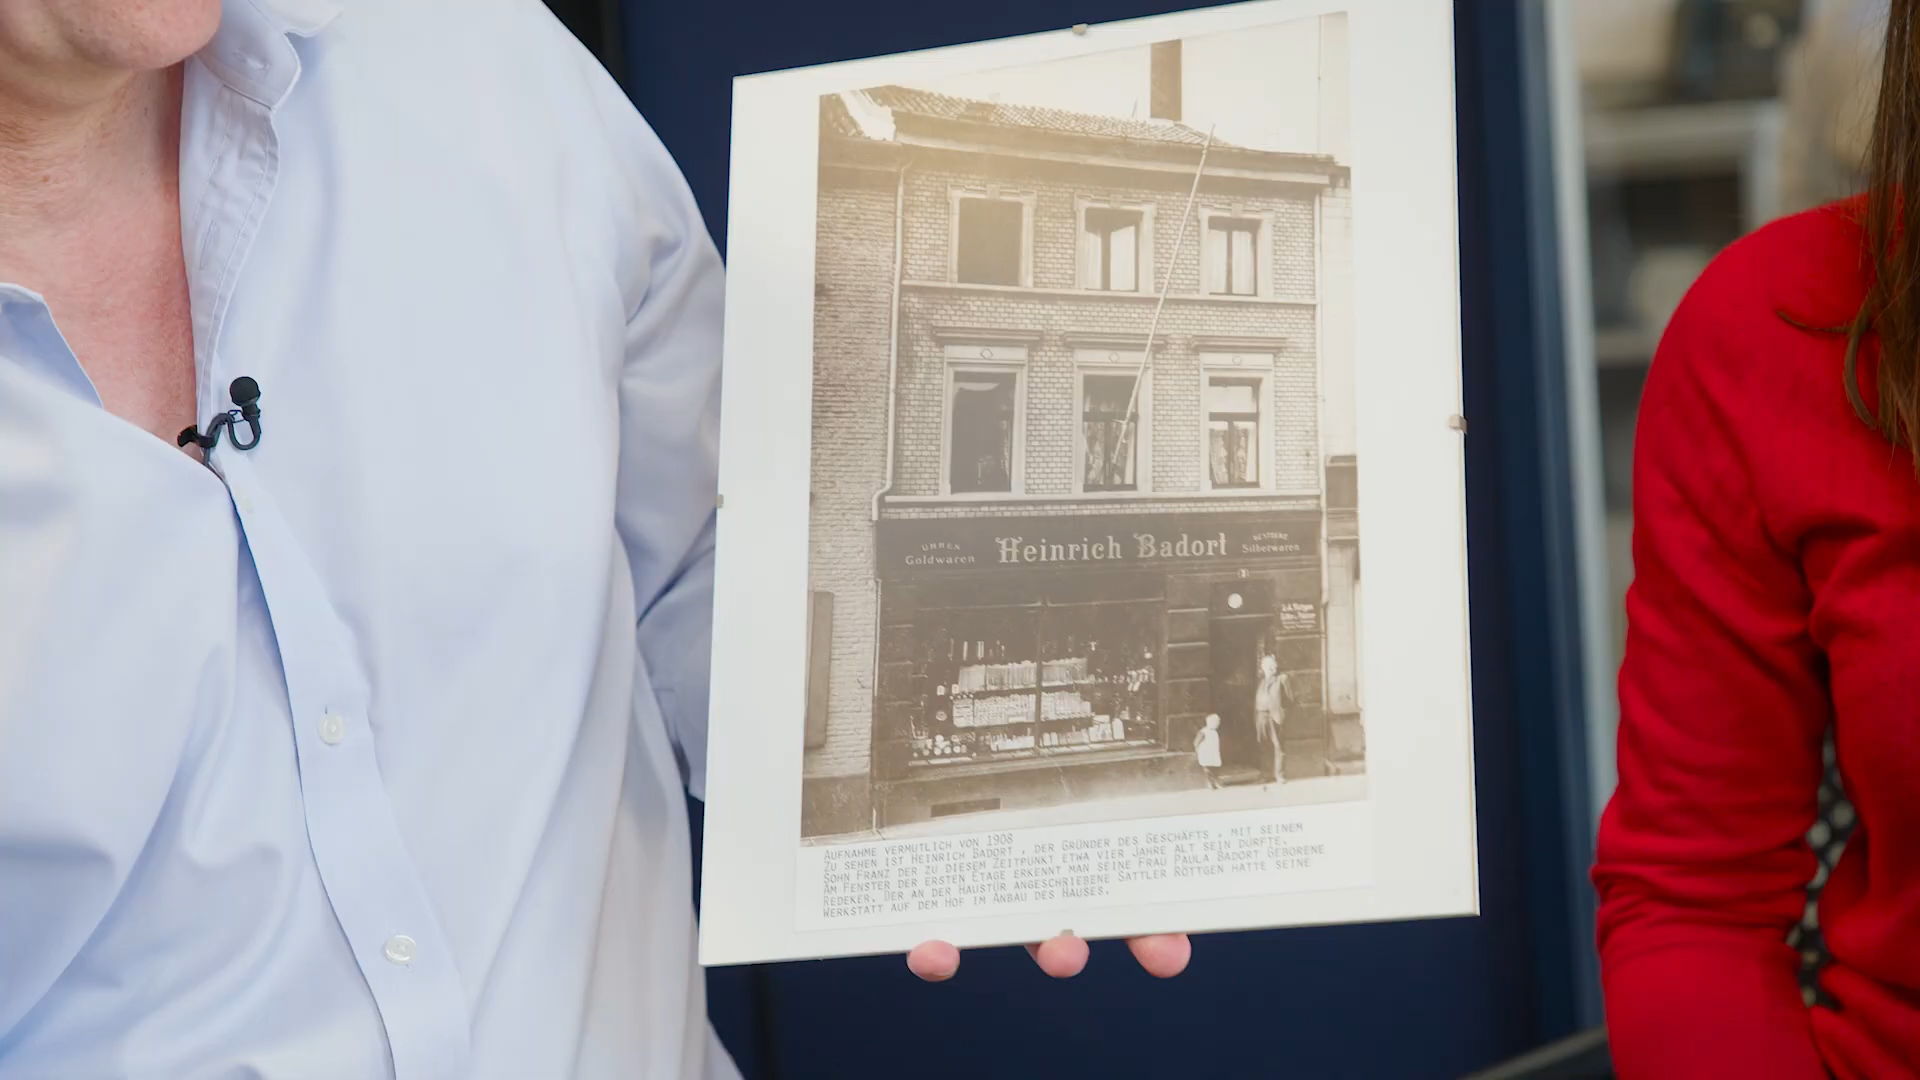 UHREN
Goldwaren
Heinrich Badort
BESTECKE
Silberwaren
AUFNAHME VERMUTLICH VON 1908
ZU SEHEN IST HEINRICH BADORT , DER GRÜNDER DES GESCHÄFTS , MIT SEINEM
SOHN FRANZ DER ZU DIESEM ZEITPUNKT ETWA VIER JAHRE ALT SEIN DÜRFTE.
AM FENSTER DER ERSTEN ETAGE ERKENNT MAN SEINE FRAU PAULA BADORT GEBORENE
REDEKER. DER AN DER HAUSTÜR ANGESCHRIEBENE SATTLER RÖTTGEN HATTE SEINE
WERKSTATT AUF DEM HOF IM ANBAU DES HAUSES.